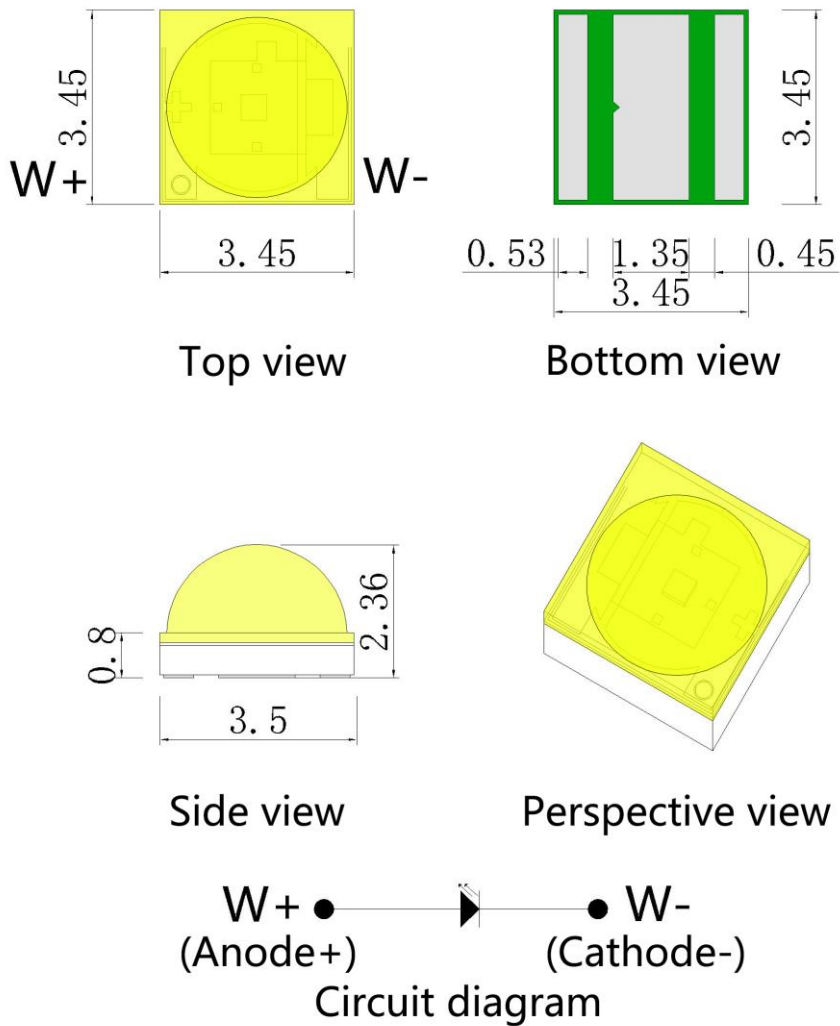 3.45
W+
W-
3.45
Top view
3.45
0.53
1.35
0.45
3.45
Bottom view
0.8
2.36
3.5
Side view
Perspective view
W+
(Anode+)
W-
(Cathode-)
Circuit diagram